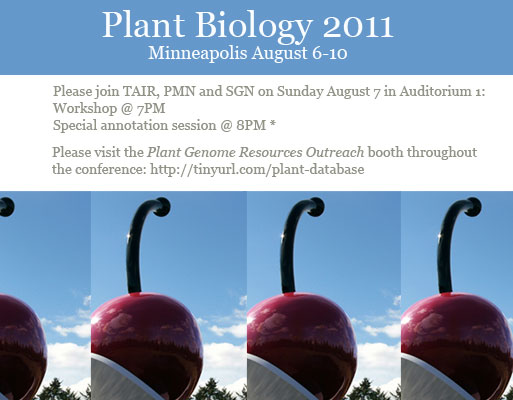 Plant Biology 2011
Minneapolis August 6-10
Please join TAIR, PMN and SGN on Sunday August 7 in Auditorium 1:
Workshop @ 7PM
Special annotation session @ 8PM *
Please visit the Plant Genome Resources Outreach booth throughout
the conference: http://tinyurl.com/plant-database